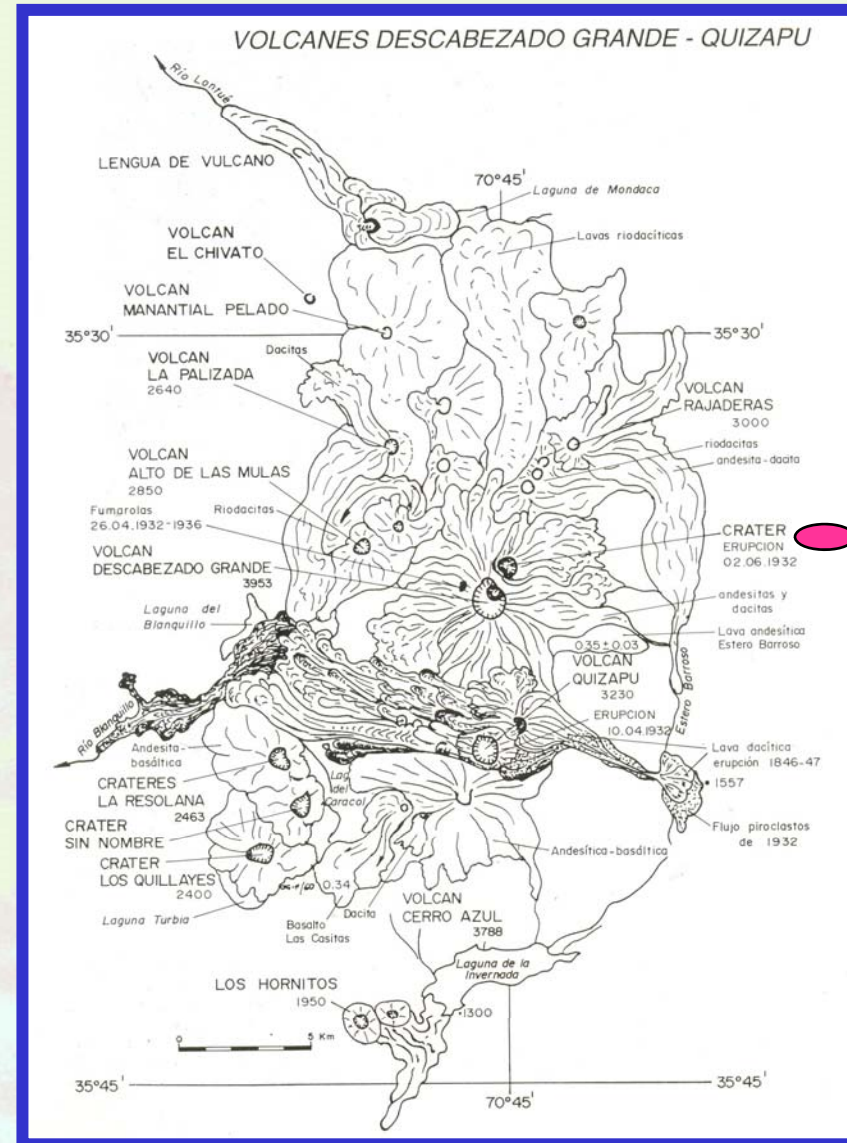 VOLCANES DESCABEZADO GRANDE - QUIZAPU
Río Lontué
LENGUA DE VULCANO
70°45'
Laguna de Mondaca
VOLCAN
EL CHIVATO
Lavas riodacíticas
VOLCAN
MANANTIAL PELADO
35°30'
35°30'
Dacitas
VOLCAN
LA PALIZADA
2640
VOLCAN
RAJADERAS
3000
riodacitas
andesita-dacita
VOLCAN
ALTO DE LAS MULAS
2850
Fumarolas
26.04.1932-1936
Riodacitas
VOLCAN
DESCABEZADO GRANDE
3953
CRATER
ERUPCION
02.06.1932
andesitas y
dacitas
Laguna del
Blanquillo
Lava andesítica
Estero Barroso
0.35±0.03
VOLCAN
QUIZAPU
3230
Estero Barroso
ERUPCION
10.04.1932
Río Blanquillo
Lava dacítica
erupción 1846-47
1557
Flujo piroclastos
de 1932
Andesita
basáltica
CRATERES
LA RESOLANA
2463
Lag
del
Caracol
CRATER
SIN NOMBRE
CRATER
LOS QUILLAYES
2400
Andesítica-basáltica
0.34
Laguna Turbia
Basalto
Las Casitas
Dacita
VOLCAN
CERRO AZUL
3788
Laguna de la
Invernada
LOS HORNITOS
1950
1300
0
5 Km
35°45'
35°45'
70°45'